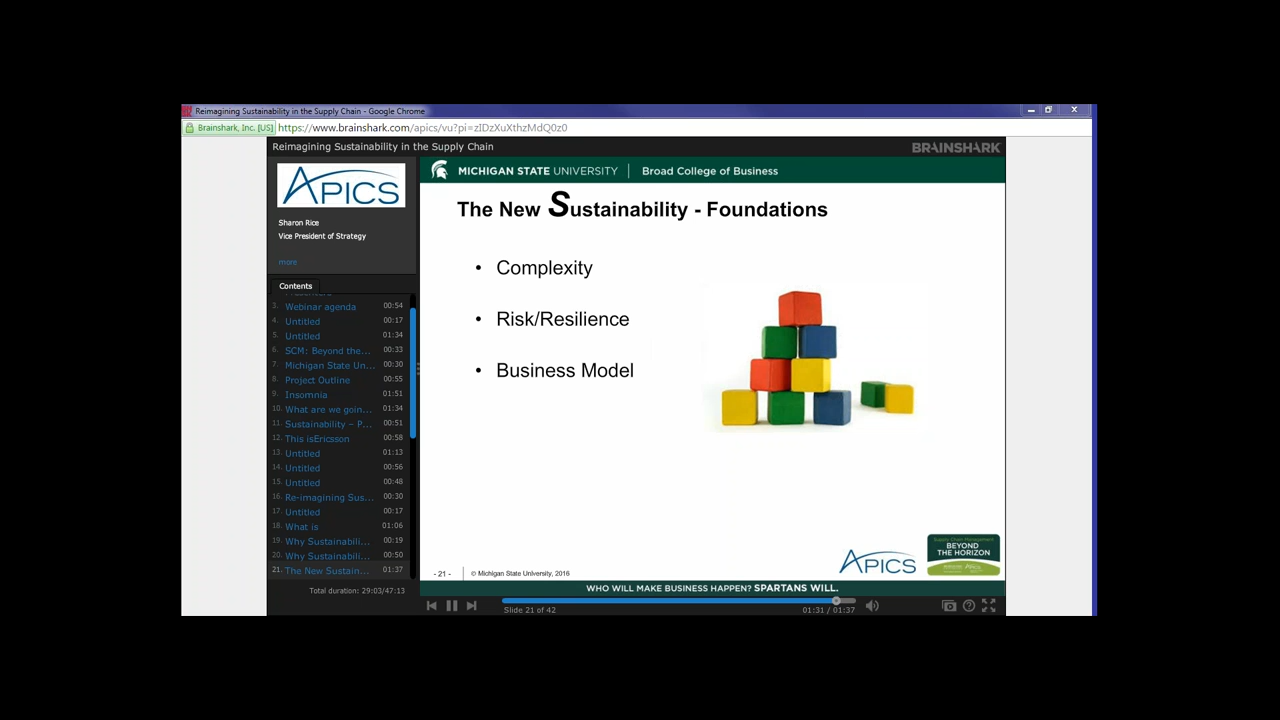 Reimagining Sustainability in the Supply Chain - Google Chrome
Brainshark, Inc. [US] https://www.brainshark.com/apics/vu?pi=zIDzXuXthzMdQ0z0
Reimagining Sustainability in the Supply Chain
BRAINSHARK
APICS
Sharon Rice
Vice President of Strategy
more
Contents
3. Webinar agenda 00:54
4. Untitled 00:17
5. Untitled 01:34
6. SCM: Beyond the... 00:33
7. Michigan State Un... 00:30
8. Project Outline 00:55
9. Insomnia 01:51
10. What are we goin... 01:34
11. Sustainability – P... 00:51
12. This isEricsson 00:58
13. Untitled 01:13
14. Untitled 00:56
15. Untitled 00:48
16. Re-imagining Sus... 00:30
17. Untitled 00:17
18. What is 01:06
19. Why Sustainabili... 00:19
20. Why Sustainabili... 00:50
21. The New Sustain... 01:37
Total duration: 29:03/47:13
MICHIGAN STATE UNIVERSITY | Broad College of Business
The New Sustainability - Foundations
• Complexity
• Risk/Resilience
• Business Model
- 21 - © Michigan State University, 2016
APICS
Supply Chain Management
BEYOND
THE HORIZON
WHO WILL MAKE BUSINESS HAPPEN? SPARTANS WILL.
Slide 21 of 42
01:31 / 01:37